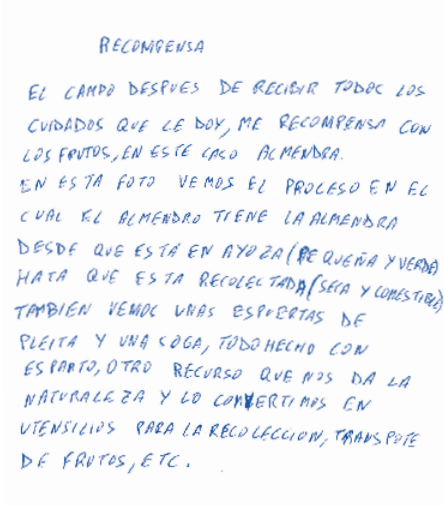 RECOMPENSA
EL CAMPO DESPUES DE RECIBIR TODOC LOS
CUIDADOS QUE LE DOY, ME RECOMPENSA CON
LOS FRUTOS, EN ESTE CASO ALMENDRA.
EN ESTA FOTO VEMOS EL PROCESO EN EL
CUAL EL ALMENDRO TIENE LA ALMENDRA
DESDE QUE ESTÁ EN AYOZA (PEQUEÑA Y VERDE)
HATA QUE ESTA RECOLECTADA (SECA Y COMESTIBLE)
TAMBIEN VEMOC UNAS ESPUERTAS DE
PLEITA Y UNA SOGA, TODO HECHO CON
ESPARTO, OTRO RECURSO QUE NOS DA LA
NATURALEZA Y LO CONVERTIMOS EN
UTENSILIOS PARA LA RECOLECCION, TRANSPOTE
DE FRUTOS, ETC.